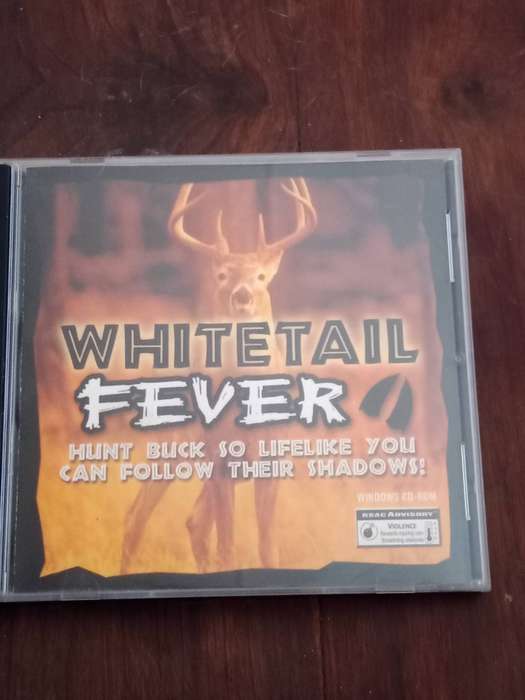 WHITETAIL
FEVER
HUNT BUCK SO LIFELIKE YOU
CAN FOLLOW THEIR SHADOWS!
WINDOWS CD-ROM
RSAC ADVISORY
VIOLENCE